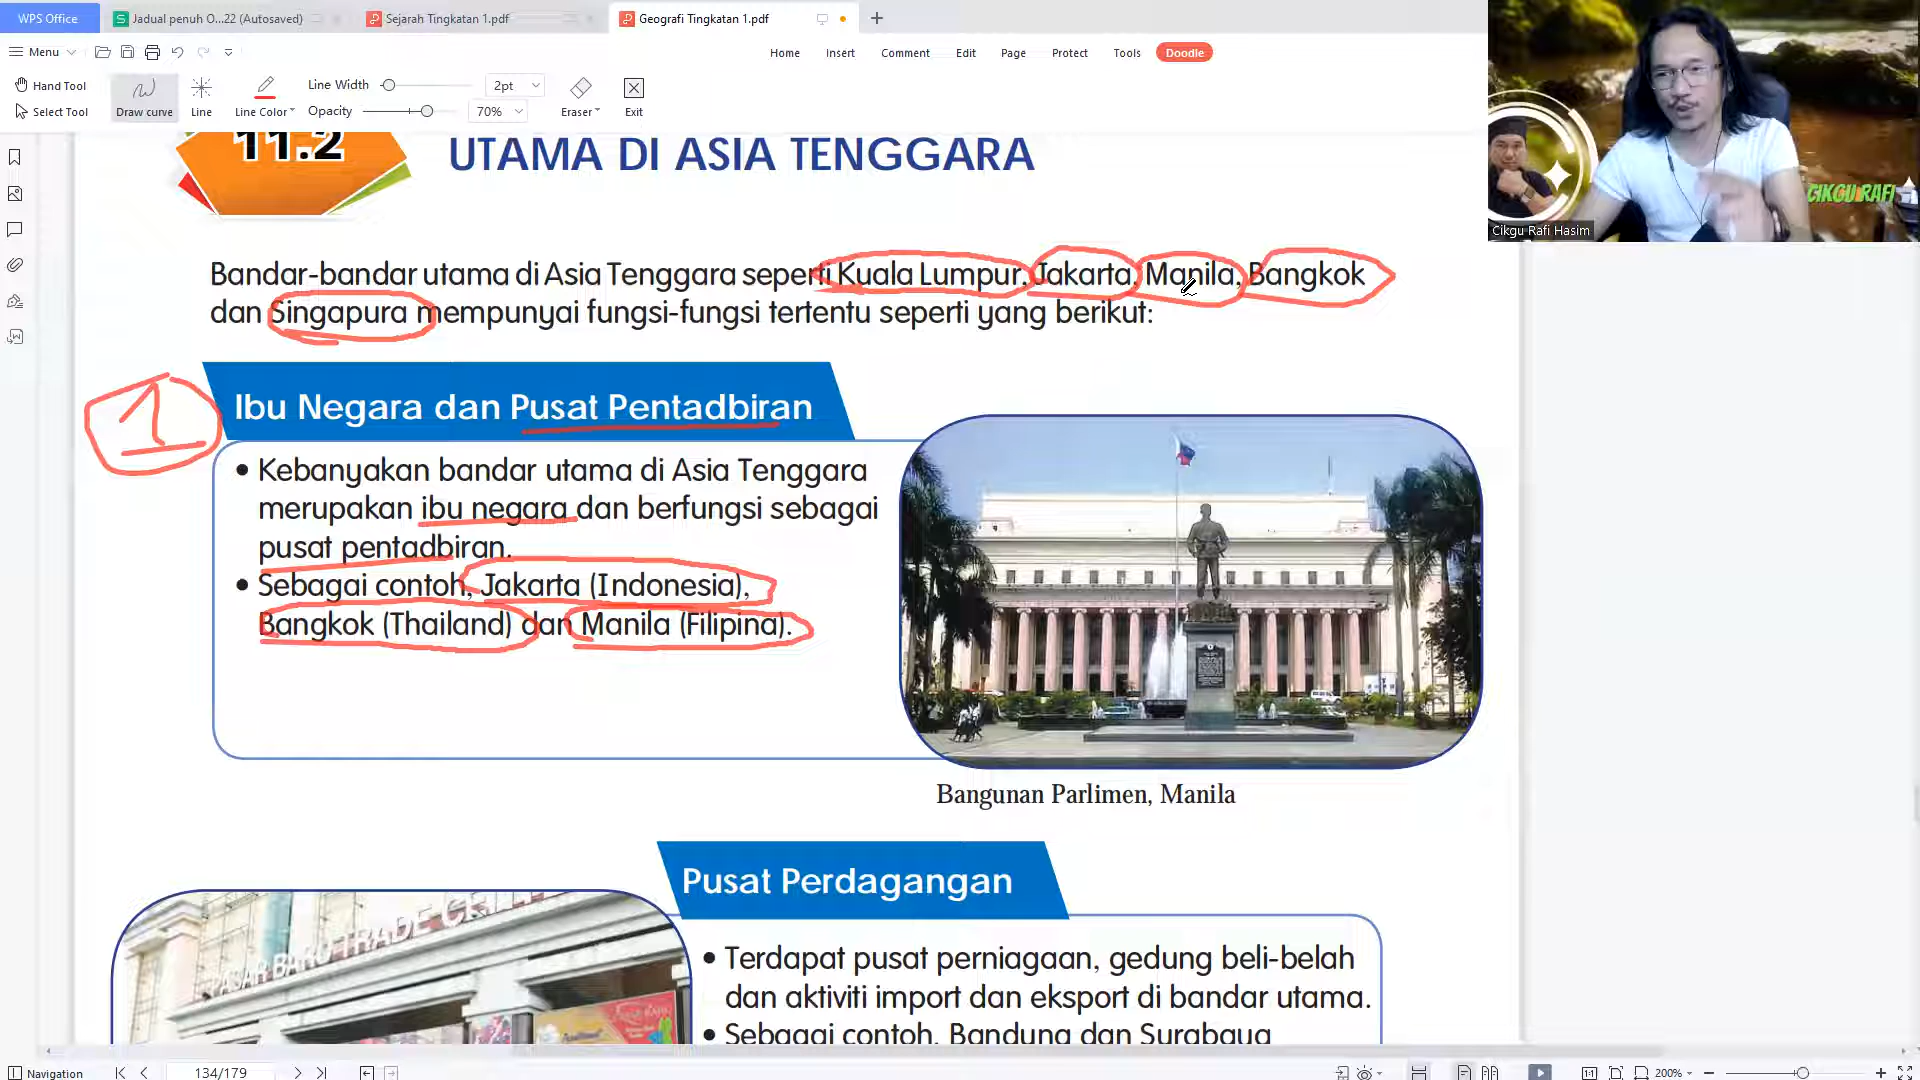 WPS Office
Jadual penuh O...22 (Autosaved)
Sejarah Tingkatan 1.pdf
Geografi Tingkatan 1.pdf
Menu
Home
Insert
Comment
Edit
Page
Protect
Tools
Doodle
Hand Tool
Select Tool
Draw curve
Line
Line Color
Line Width
2pt
Opacity
70%
Eraser
Exit
CIKGU RAFI
Cikgu Rafi Hasim
11.2
UTAMA DI ASIA TENGGARA
Bandar-bandar utama di Asia Tenggara seperti Kuala Lumpur, Jakarta, Manila, Bangkok
dan Singapura mempunyai fungsi-fungsi tertentu seperti yang berikut:
1
Ibu Negara dan Pusat Pentadbiran
• Kebanyakan bandar utama di Asia Tenggara
merupakan ibu negara dan berfungsi sebagai
pusat pentadbiran.
• Sebagai contoh, Jakarta (Indonesia),
Bangkok (Thailand) dan Manila (Filipina).
Bangunan Parlimen, Manila
Pusat Perdagangan
PASAR BARU TRADE CENTER
• Terdapat pusat perniagaan, gedung beli-belah
dan aktiviti import dan eksport di bandar utama.
• Sebagai contoh, Bandung dan Surabaya
Navigation
134/179
1:1
200%